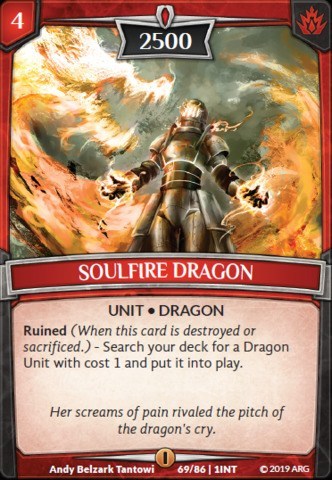 4
2500
SOULFIRE DRAGON
UNIT • DRAGON
Ruined (When this card is destroyed or
sacrificed.) - Search your deck for a Dragon
Unit with cost 1 and put it into play.
Her screams of pain rivaled the pitch of
the dragon's cry.
I
Andy Belzark Tantowi 69/86 | 1INT © 2019 ARG